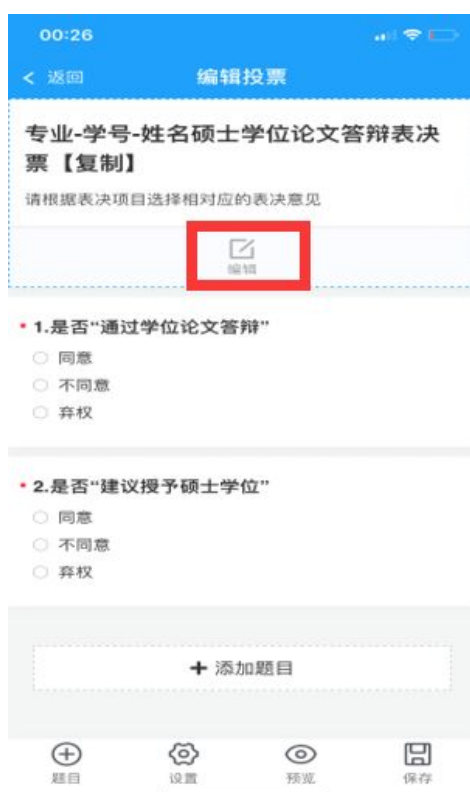 00:26
< 返回 编辑投票
专业-学号-姓名硕士学位论文答辩表决
票【复制】
请根据表决项目选择相对应的表决意见
编辑
* 1.是否“通过学位论文答辩”
同意
不同意
弃权
* 2.是否“建议授予硕士学位”
同意
不同意
弃权
+ 添加题目
题目 设置 预览 保存